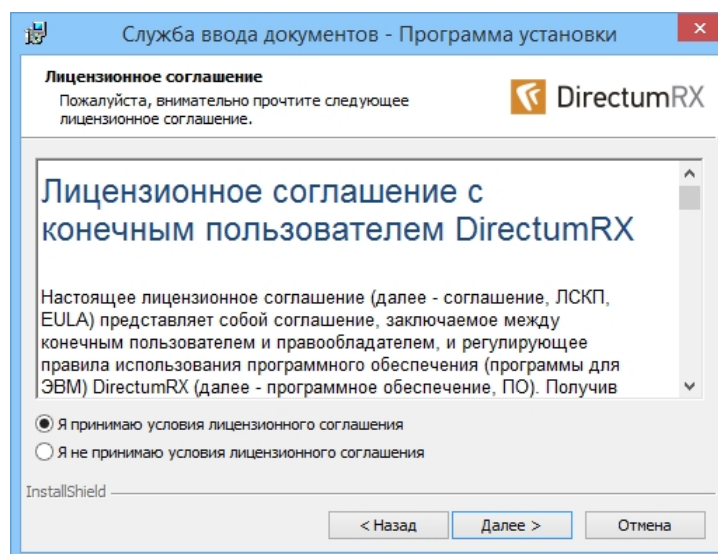 Служба ввода документов - Программа установки
Лицензионное соглашение
Пожалуйста, внимательно прочтите следующее
лицензионное соглашение.
DirectumRX
Лицензионное соглашение с
конечным пользователем DirectumRX
Настоящее лицензионное соглашение (далее - соглашение, ЛСКП,
EULA) представляет собой соглашение, заключаемое между
конечным пользователем и правообладателем, и регулирующее
правила использования программного обеспечения (программы для
ЭВМ) DirectumRX (далее - программное обеспечение, ПО). Получив
Я принимаю условия лицензионного соглашения
Я не принимаю условия лицензионного соглашения
InstallShield
< Назад
Далее >
Отмена